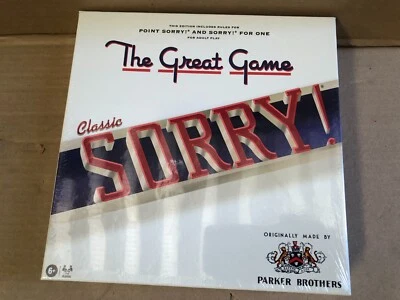 THIS EDITION INCLUDES RULES FOR
POINT SORRY!® AND SORRY!® FOR ONE
FOR ADULT PLAY
The Great Game
Classic
SORRY!
ORIGINALLY MADE BY
PARKER BROTHERS
6+